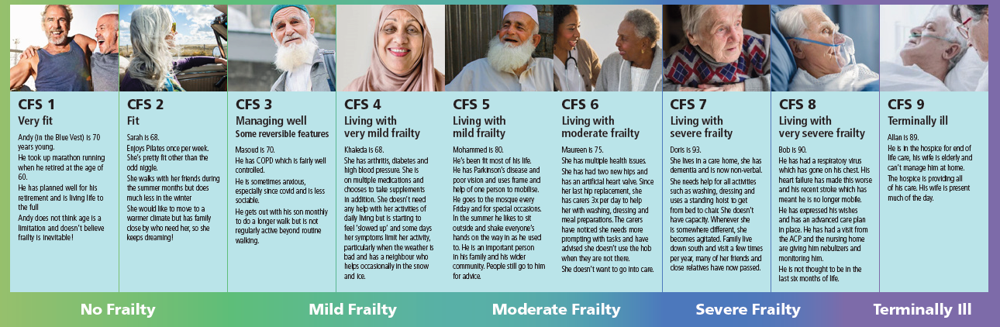 CFS 1
Very fit
Andy (in the Blue Vest) is 70
years young.
He took up marathon running
when he retired at the age of
60.
He has planned well for his
retirement and is living life to
the full
Andy does not think age is a
limitation and doesn't believe
frailty is inevitable!
CFS 2
Fit
Sarah is 68.
Enjoys Pilates once per week.
She's pretty fit other than the
odd niggle.
She walks with her friends during
the summer months but does
much less in the winter
She would like to move to a
warmer climate but has family
close by who need her, so she
keeps dreaming!
CFS 3
Managing well
Some reversible features
Masoud is 70.
He has COPD which is fairly well
controlled.
He is sometimes anxious,
especially since covid and is less
sociable.
He gets out with his son monthly
to do a longer walk but is not
regularly active beyond routine
walking.
CFS 4
Living with
very mild frailty
Khaleda is 68.
She has arthritis, diabetes and
high blood pressure. She is
on multiple medications and
chooses to take supplements
in addition. She doesn't need
any help with her activities of
daily living but is starting to
feel 'slowed up' and some days
her symptoms limit her activity,
particularly when the weather is
bad and has a neighbour who
helps occasionally in the snow
and ice.
CFS 5
Living with
mild frailty
Mohammed is 80.
He's been fit most of his life.
He has Parkinson's disease and
poor vision and uses frame and
help of one person to mobilise.
He goes to the mosque every
Friday and for special occasions.
In the summer he likes to sit
outside and shake everyone's
hands on the way in as he used
to. He is an important person
in his family and his wider
community. People still go to him
for advice.
CFS 6
Living with
moderate frailty
Maureen is 75.
She has multiple health issues.
She has had two new hips and
has an artificial heart valve. Since
her last hip replacement, she
has carers 3x per day to help
her with washing, dressing and
meal preparations. The carers
have noticed she needs more
prompting with tasks and have
advised she doesn't use the hob
when they are not there.
She doesn't want to go into care.
CFS 7
Living with
severe frailty
Doris is 93.
She lives in a care home, she has
dementia and is now non-verbal.
She needs help for all activities
such as washing, dressing and
uses a standing hoist to get
from bed to chair. She doesn't
have capacity. Whenever she
is somewhere different, she
becomes agitated. Family live
down south and visit a few times
per year, many of her friends and
close relatives have now passed.
CFS 8
Living with
very severe frailty
Bob is 90.
He has had a respiratory virus
which has gone on his chest. His
heart failure has made this worse
and his recent stroke which has
meant he is no longer mobile.
He has expressed his wishes
and has an advanced care plan
in place. He has had a visit from
the ACP and the nursing home
are giving him nebulizers and
monitoring him.
He is not thought to be in the
last six months of life.
CFS 9
Terminally ill
Allan is 89.
He is in the hospice for end of
life care, his wife is elderly and
can't manage him at home.
The hospice is providing all
of his care. His wife is present
much of the day.
No Frailty
Mild Frailty
Moderate Frailty
Severe Frailty
Terminally Ill